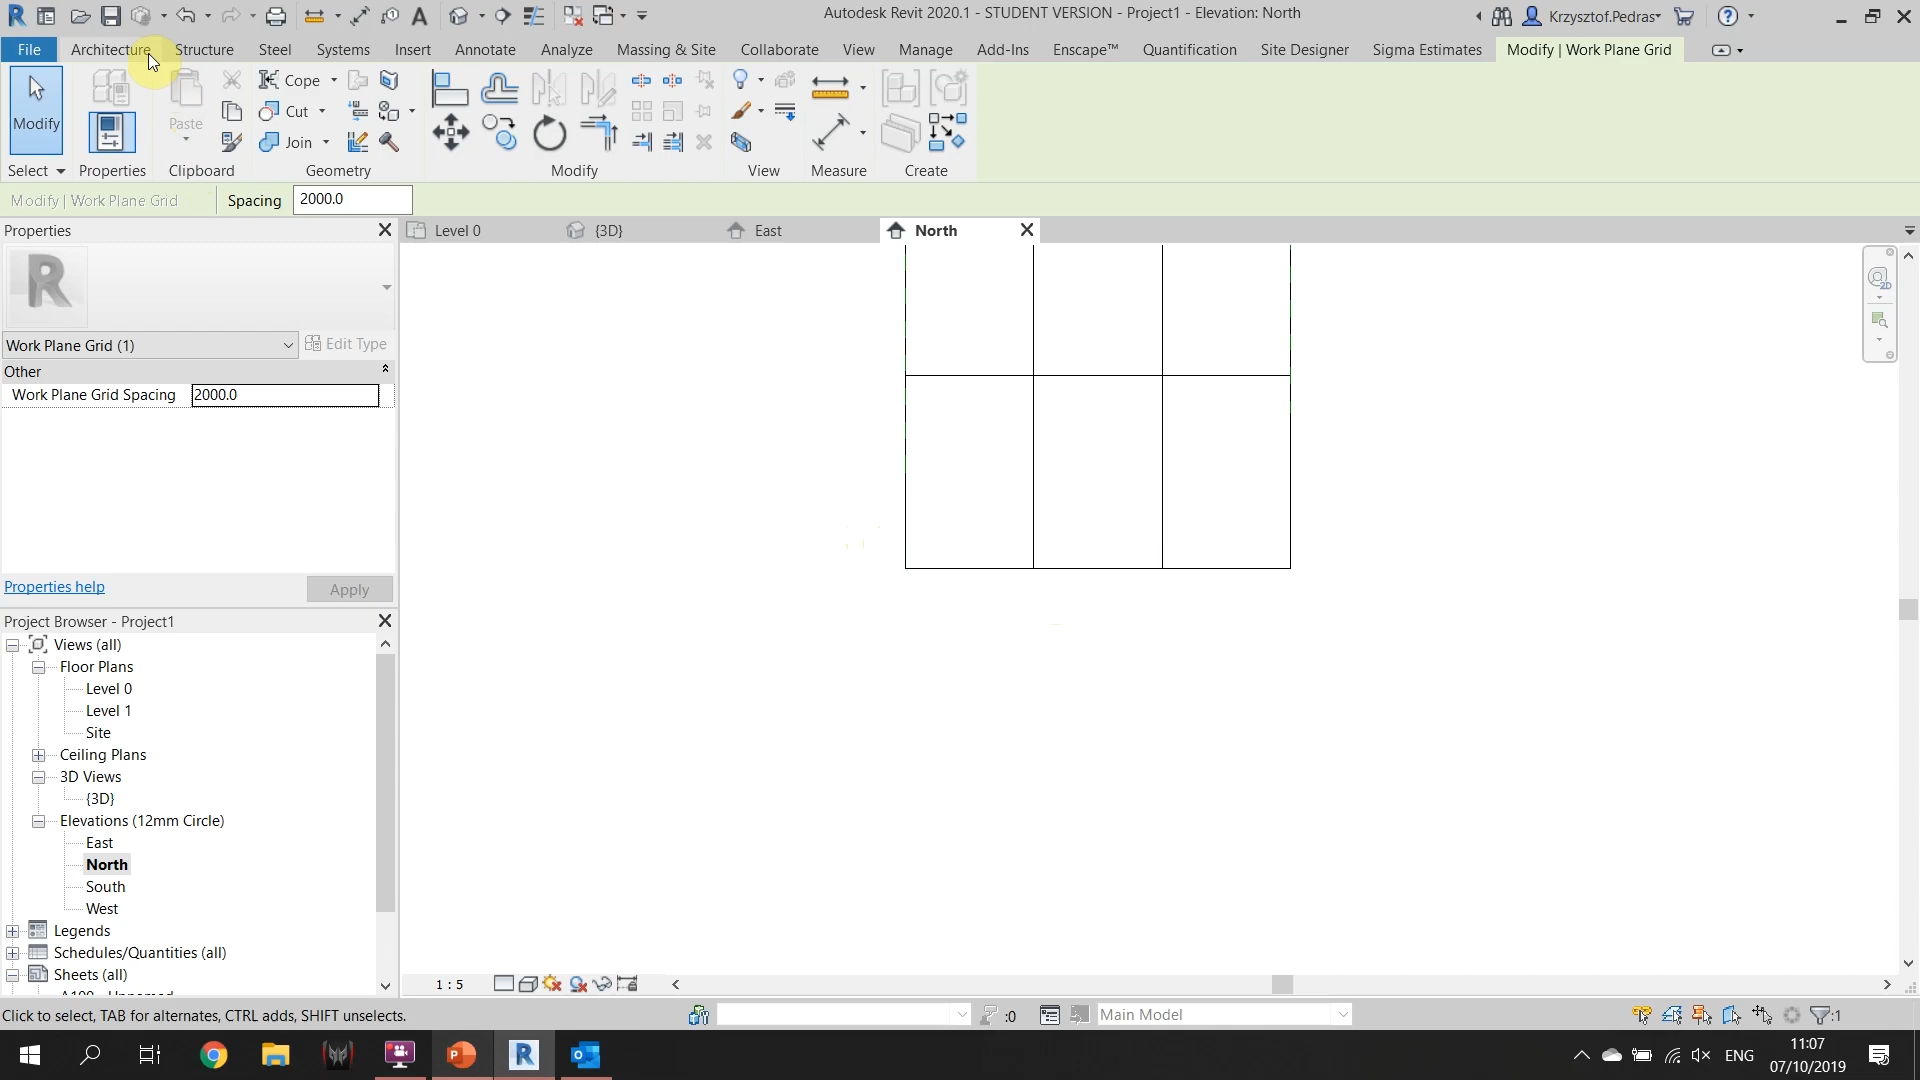 Autodesk Revit 2020.1 - STUDENT VERSION - Project1 - Elevation: North
Krzysztof.Pedras
File Architecture Structure Steel Systems Insert Annotate Analyze Massing & Site Collaborate View Manage Add-Ins Enscape™ Quantification Site Designer Sigma Estimates Modify | Work Plane Grid
Modify
Paste
Cope
Cut
Join
Select Properties Clipboard Geometry Modify View Measure Create
Modify | Work Plane Grid Spacing 2000.0
Properties
Level 0 {3D} East North
R
2D
Work Plane Grid (1) Edit Type
Other
Work Plane Grid Spacing 2000.0
Properties help Apply
Project Browser - Project1
Views (all)
Floor Plans
Level 0
Level 1
Site
Ceiling Plans
3D Views
{3D}
Elevations (12mm Circle)
East
North
South
West
Legends
Schedules/Quantities (all)
Sheets (all)
A100 - Unnamed
1 : 5
Click to select, TAB for alternates, CTRL adds, SHIFT unselects.
:0
Main Model
:1
ENG
11:07
07/10/2019